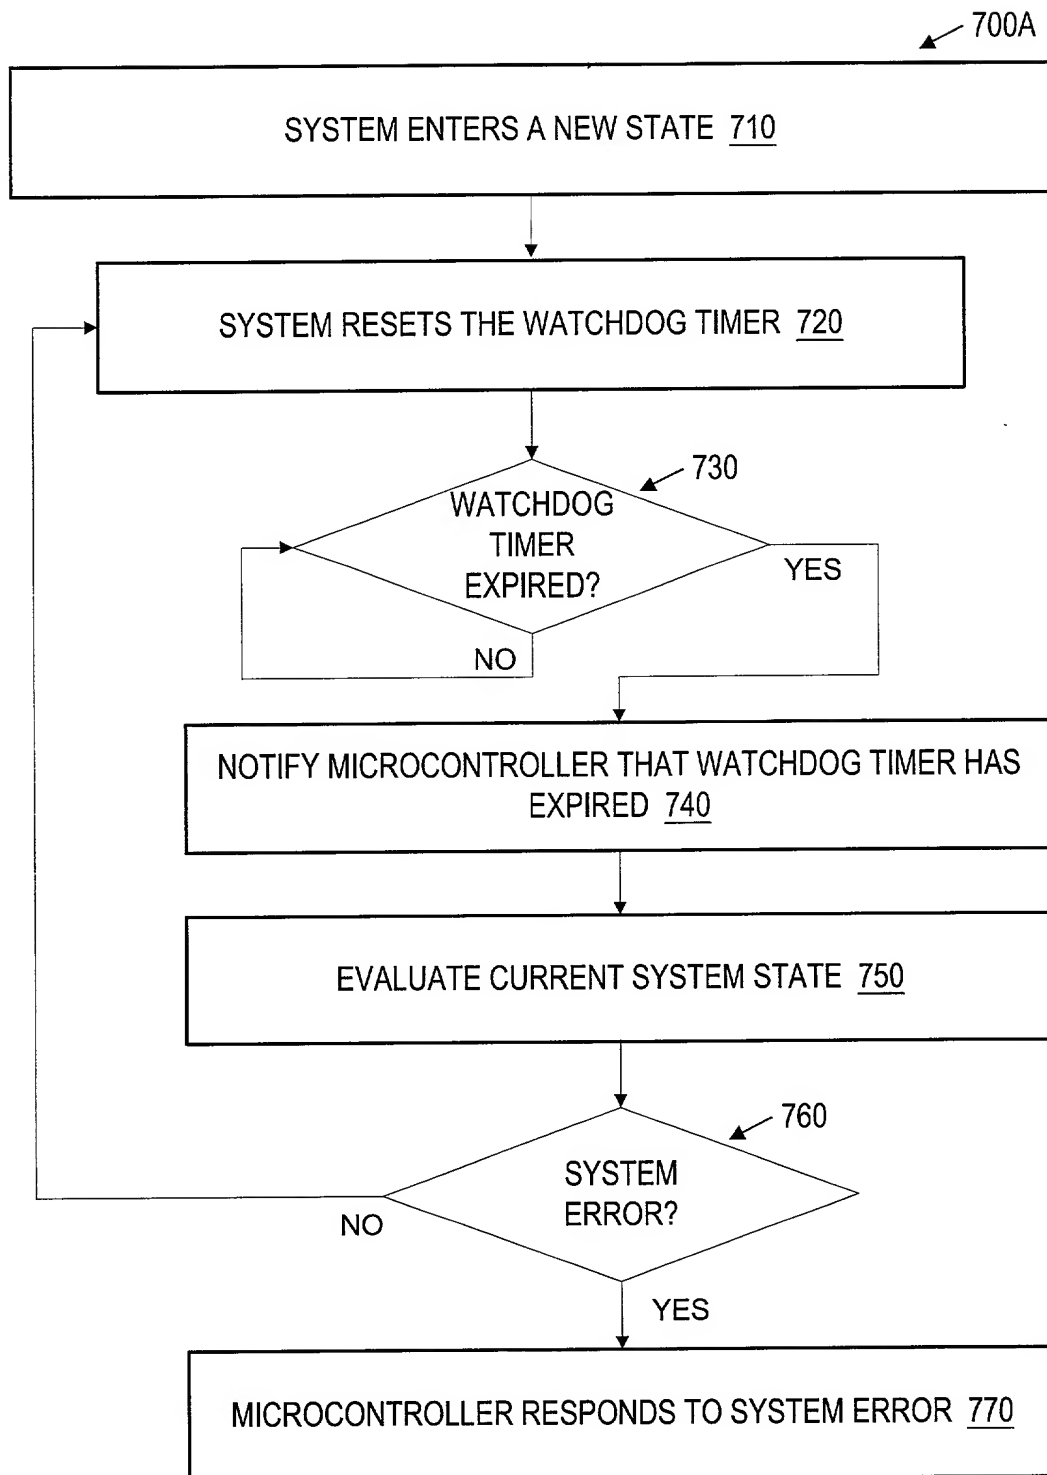 700A
SYSTEM ENTERS A NEW STATE 710
SYSTEM RESETS THE WATCHDOG TIMER 720
730
WATCHDOG
TIMER
EXPIRED?
YES
NO
NOTIFY MICROCONTROLLER THAT WATCHDOG TIMER HAS
EXPIRED 740
EVALUATE CURRENT SYSTEM STATE 750
760
SYSTEM
ERROR?
NO
YES
MICROCONTROLLER RESPONDS TO SYSTEM ERROR 770